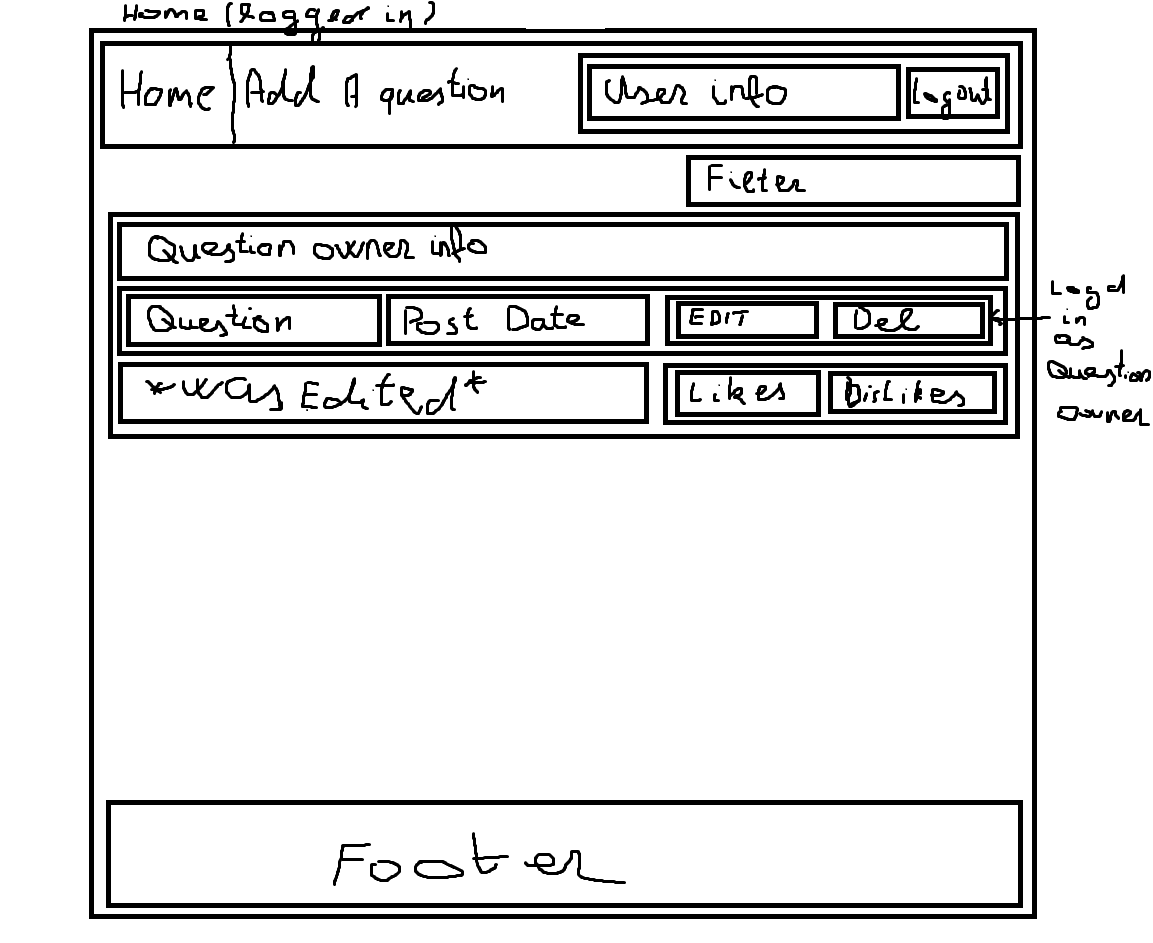 Home (logged in)
Home Add A question User info Logout
Filter
Question owner info
Question Post Date EDIT Del
*was Edited* Likes Dislikes
Logd
in
as
Question
owner
Footer